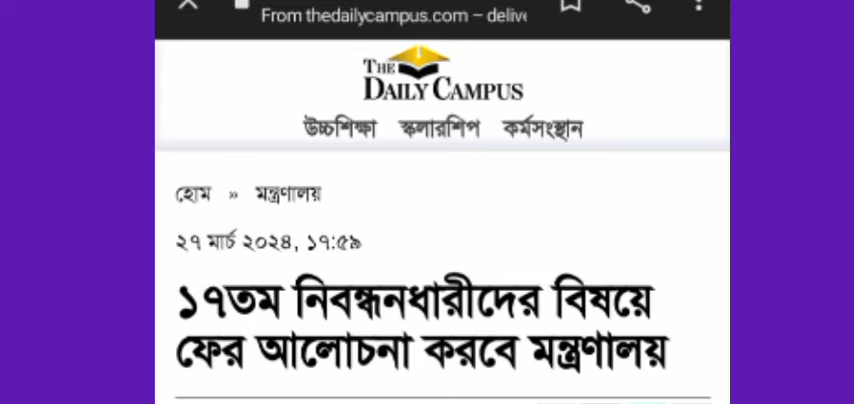 From thedailycampus.com – delive
THE
DAILY CAMPUS
উচ্চশিক্ষা স্কলারশিপ কর্মসংস্থান
হোম » মন্ত্রণালয়
২৭ মার্চ ২০২৪, ১৭:৫৯
১৭তম নিবন্ধনধারীদের বিষয়ে
ফের আলোচনা করবে মন্ত্রণালয়